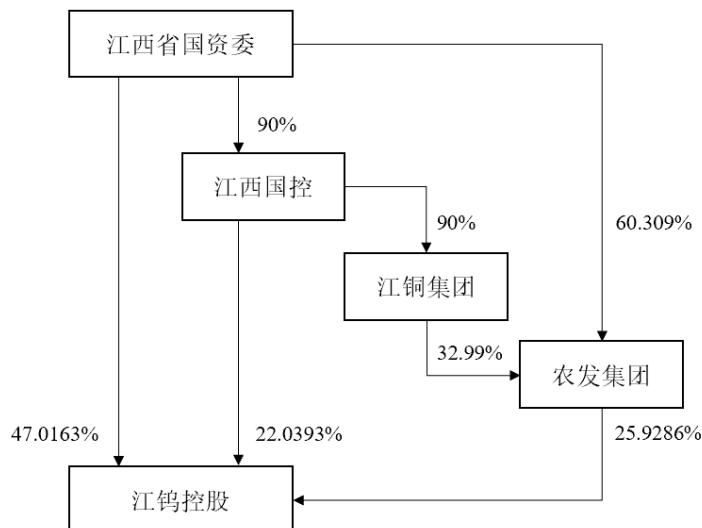 江西省国资委
90%
江西国控
90%
60.309%
江铜集团
32.99%
农发集团
47.0163%
22.0393%
25.9286%
江钨控股